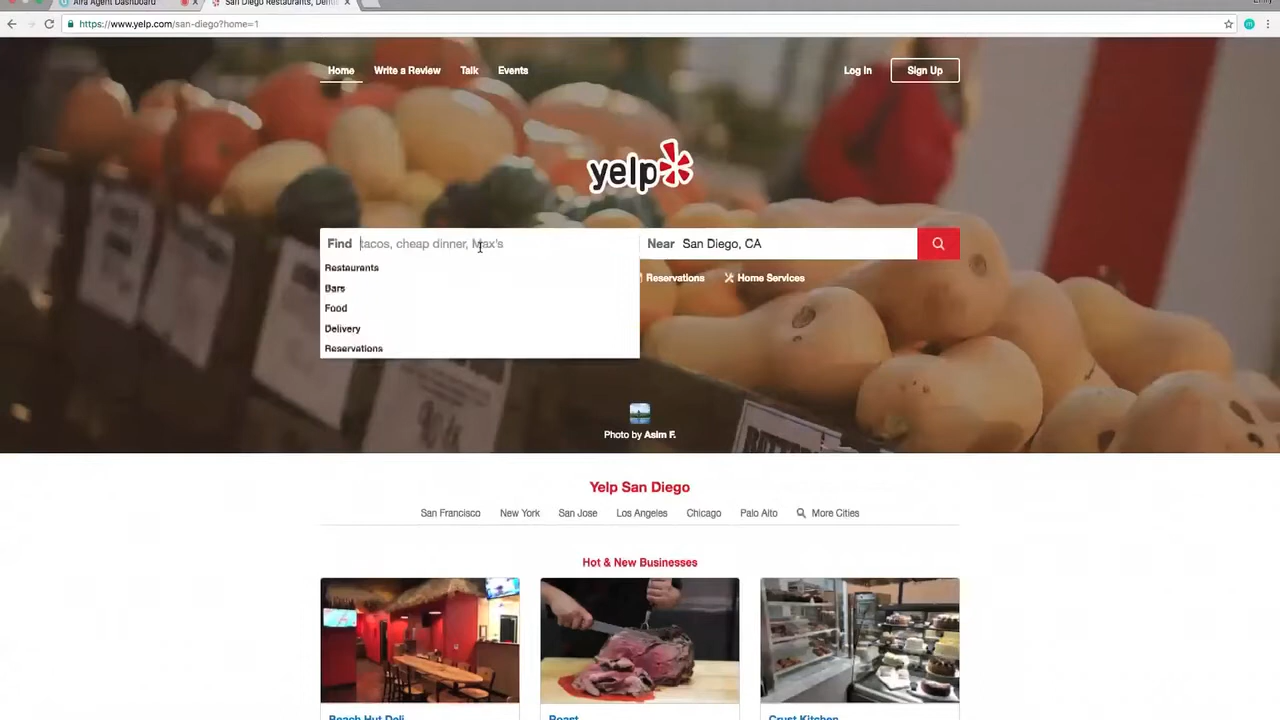 Aira Agent Dashboard
San Diego Restaurants, Dentis
https://www.yelp.com/san-diego?home=1
Home Write a Review Talk Events Log In Sign Up
yelp
Find tacos, cheap dinner, Max's Near San Diego, CA
Restaurants
Reservations Home Services
Bars
Food
Delivery
Reservations
Photo by Asim F.
Yelp San Diego
San Francisco New York San Jose Los Angeles Chicago Palo Alto More Cities
Hot & New Businesses
Beach Hut Deli Roast Crust Kitchen